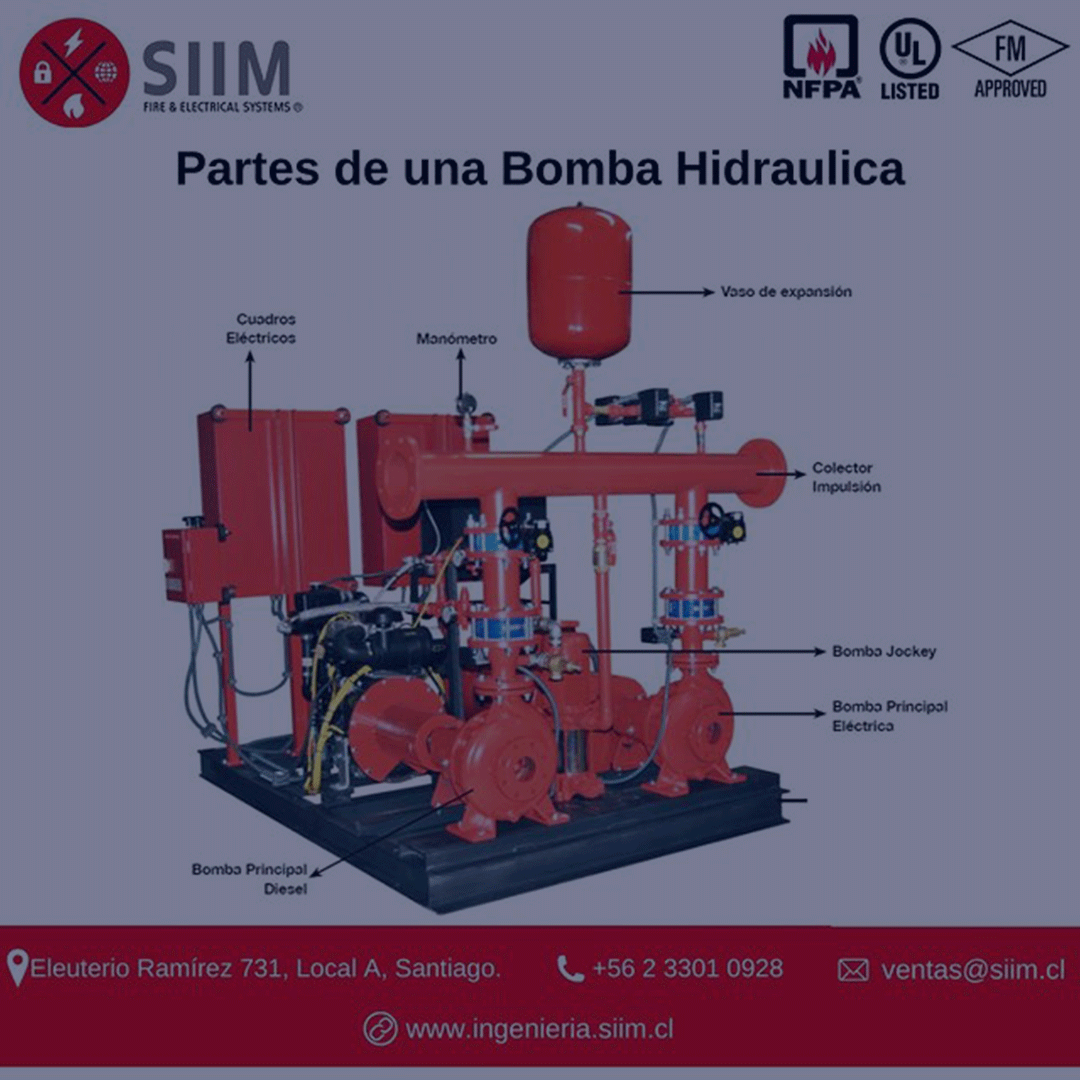 SIIM
FIRE & ELECTRICAL SYSTEMS ®
NFPA®
UL
LISTED
FM
APPROVED
Partes de una Bomba Hidraulica
Vaso de expansión
Cuadros
Eléctricos
Manómetro
Colector
Impulsión
Bomba Jockey
Bomba Principal
Eléctrica
Bomba Principal
Diesel
Eleuterio Ramírez 731, Local A, Santiago.
+56 2 3301 0928
ventas@siim.cl
www.ingenieria.siim.cl